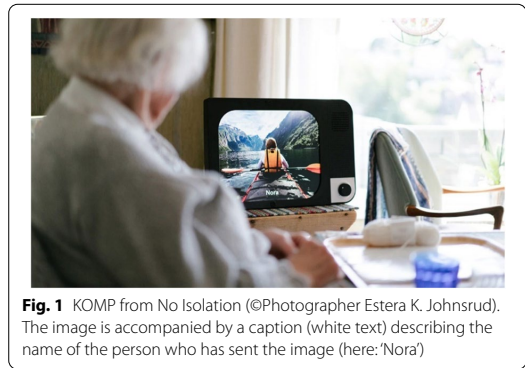 Nora
Fig. 1 KOMP from No Isolation (©Photographer Estera K. Johnsrud).
The image is accompanied by a caption (white text) describing the
name of the person who has sent the image (here: ‘Nora’)